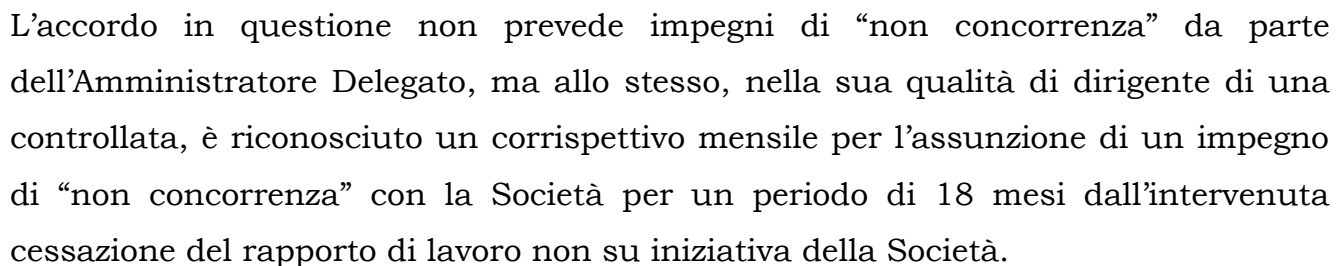 L’accordo in questione non prevede impegni di “non concorrenza” da parte
dell’Amministratore Delegato, ma allo stesso, nella sua qualità di dirigente di una
controllata, è riconosciuto un corrispettivo mensile per l’assunzione di un impegno
di “non concorrenza” con la Società per un periodo di 18 mesi dall’intervenuta
cessazione del rapporto di lavoro non su iniziativa della Società.